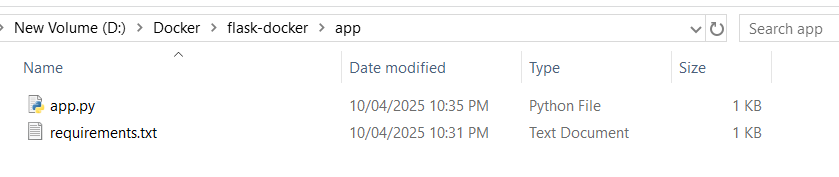 New Volume (D:) Docker flask-docker app Search app
Name Date modified Type Size
app.py 10/04/2025 10:35 PM Python File 1 KB
requirements.txt 10/04/2025 10:31 PM Text Document 1 KB